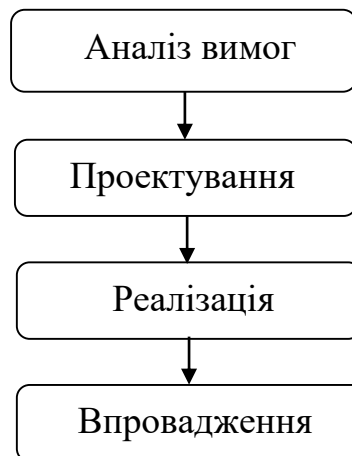 Аналіз вимог
Проектування
Реалізація
Впровадження